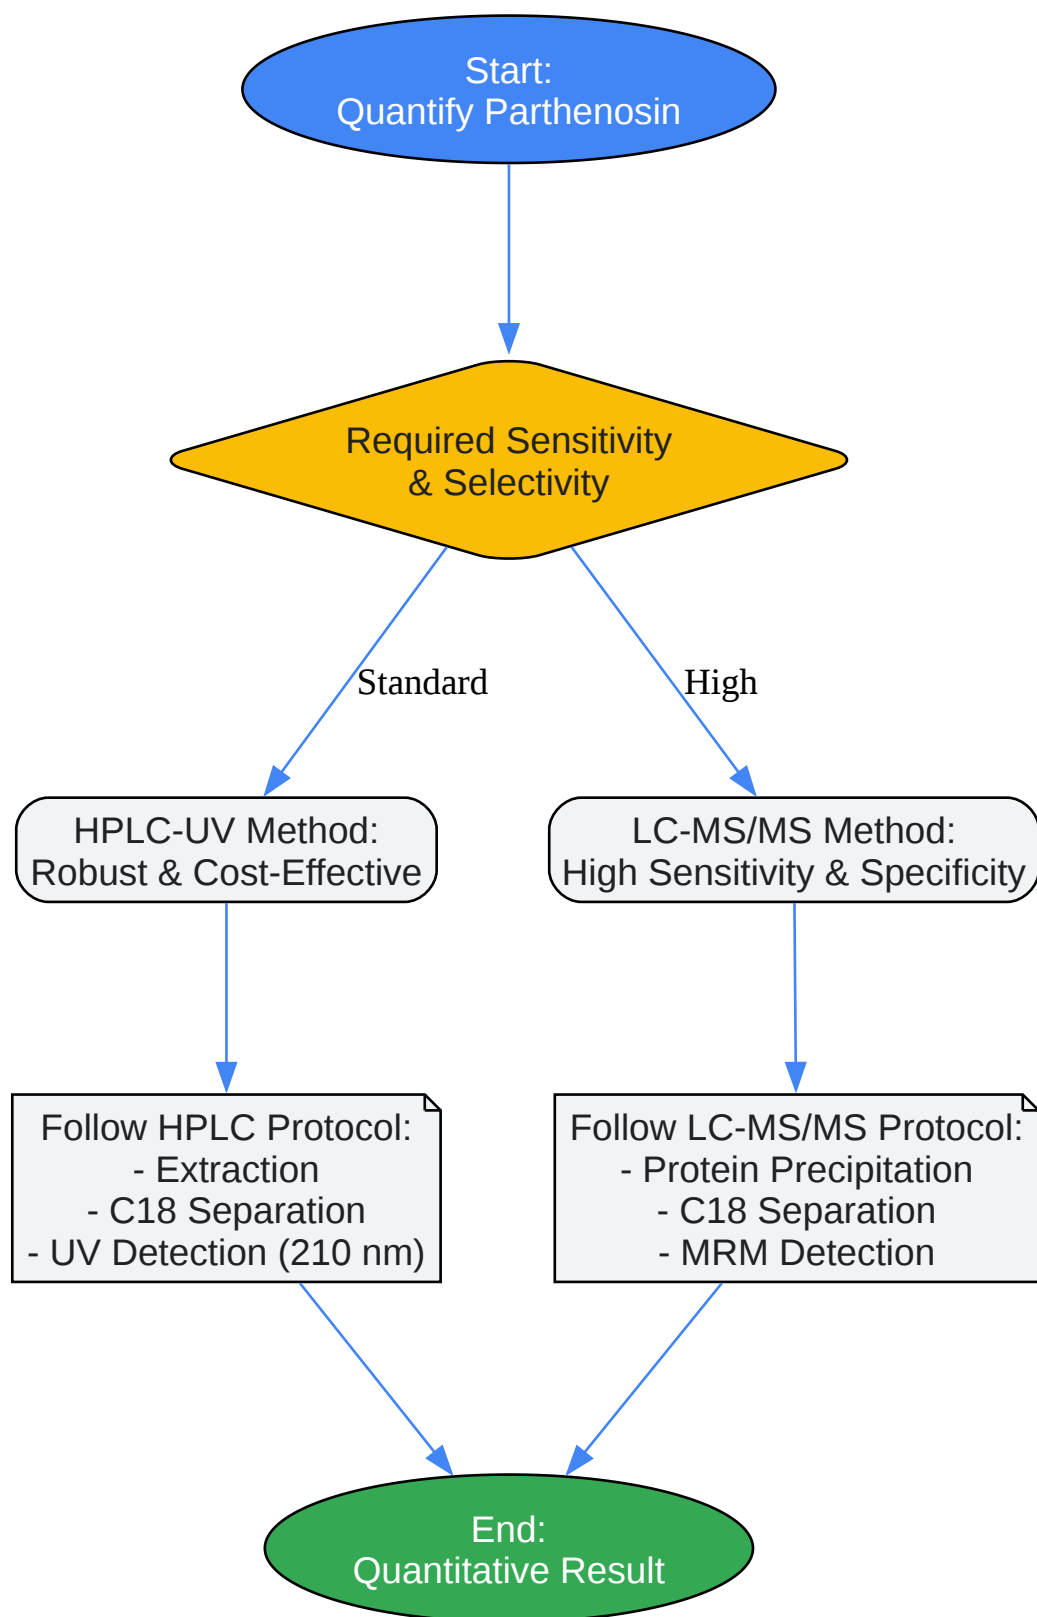 Start:
Quantify Parthenosin
Required Sensitivity
& Selectivity
Standard
High
HPLC-UV Method:
Robust & Cost-Effective
LC-MS/MS Method:
High Sensitivity & Specificity
Follow HPLC Protocol:
- Extraction
- C18 Separation
- UV Detection (210 nm)
Follow LC-MS/MS Protocol:
- Protein Precipitation
- C18 Separation
- MRM Detection
End:
Quantitative Result